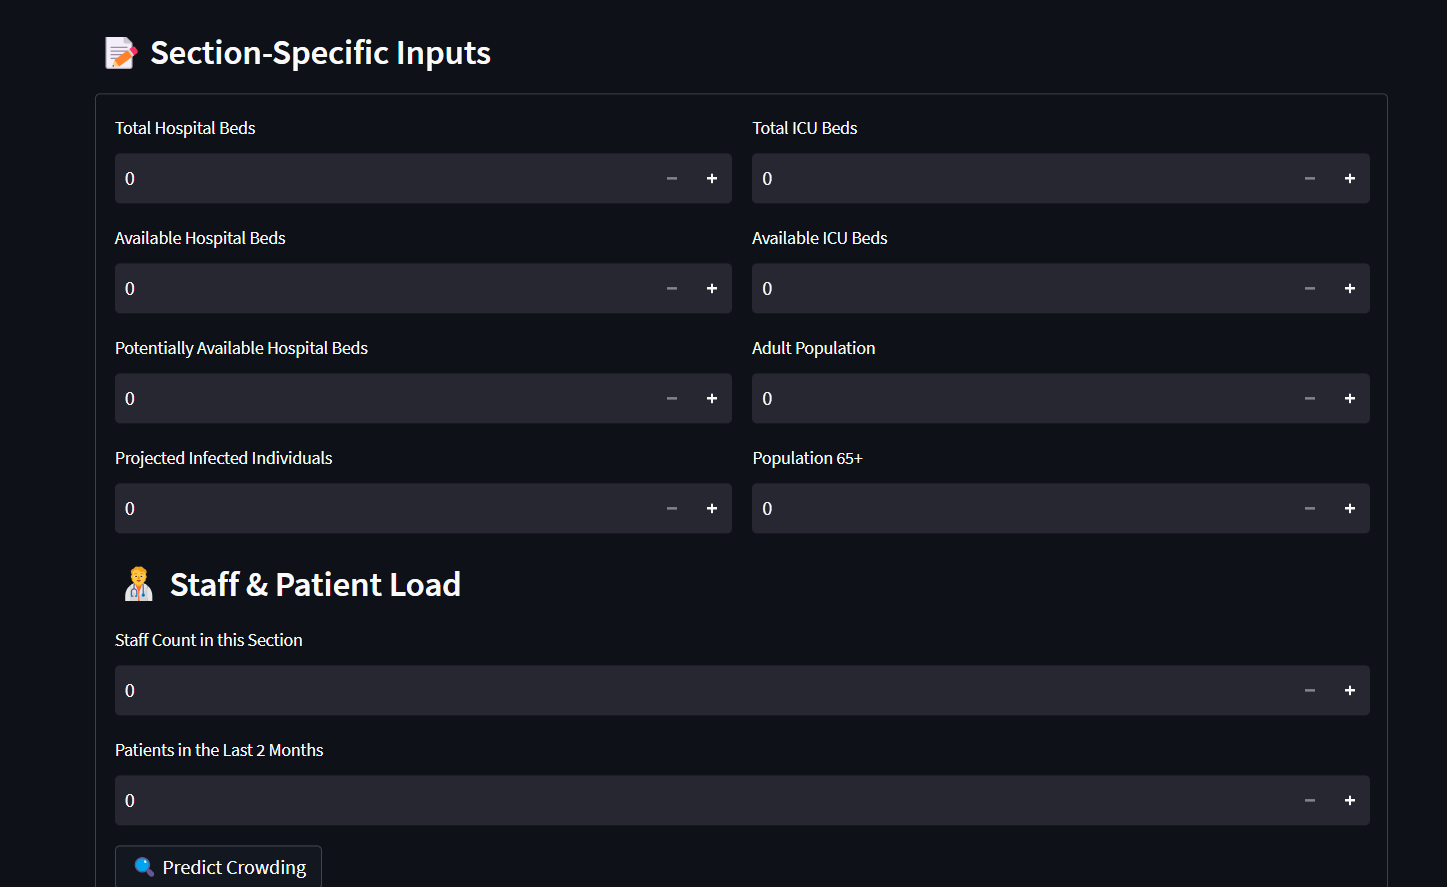 Section-Specific Inputs
Total Hospital Beds
0
Total ICU Beds
0
Available Hospital Beds
0
Available ICU Beds
0
Potentially Available Hospital Beds
0
Adult Population
0
Projected Infected Individuals
0
Population 65+
0
Staff & Patient Load
Staff Count in this Section
0
Patients in the Last 2 Months
0
Predict Crowding